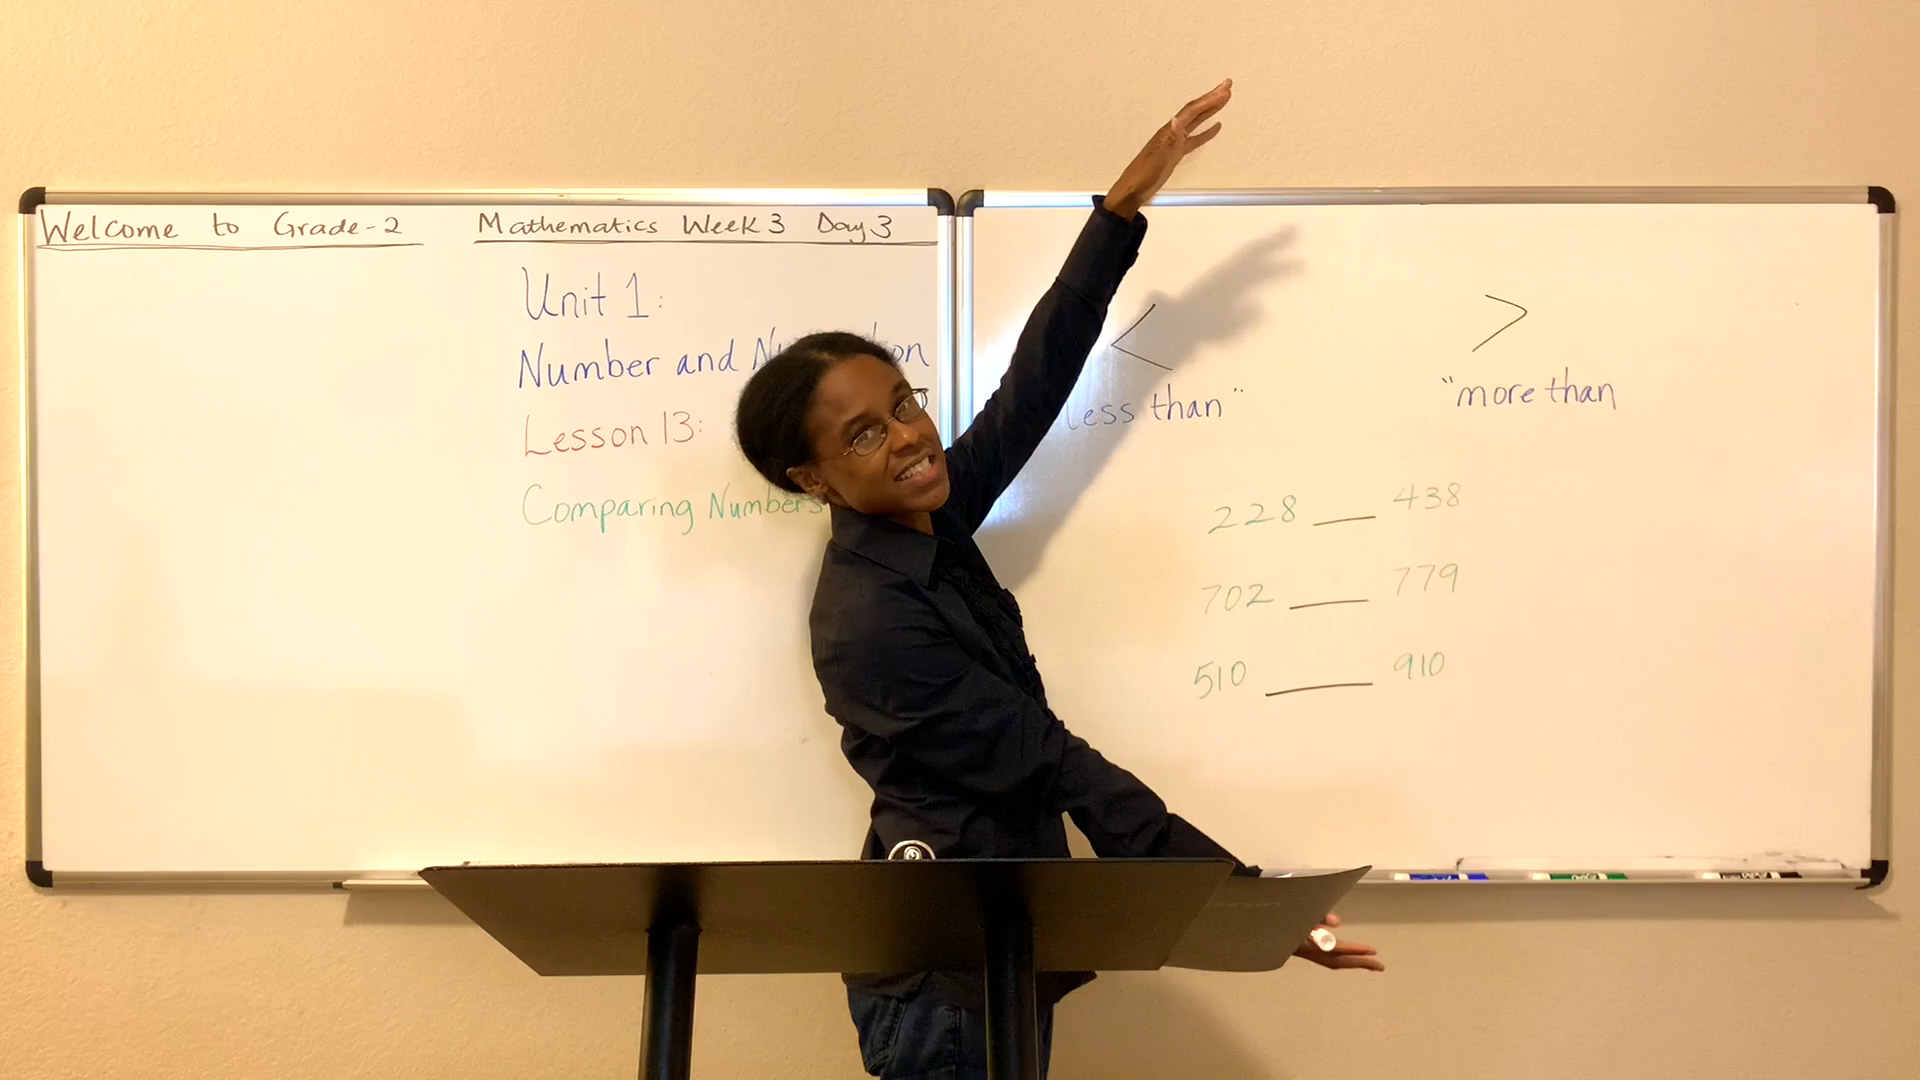 Welcome to Grade-2 Mathematics Week 3 Day 3
Unit 1:
Number and
Lesson 13:
Comparing Numbers
< >
less than" "more than
228 ___ 438
702 ___ 779
510 ___ 910